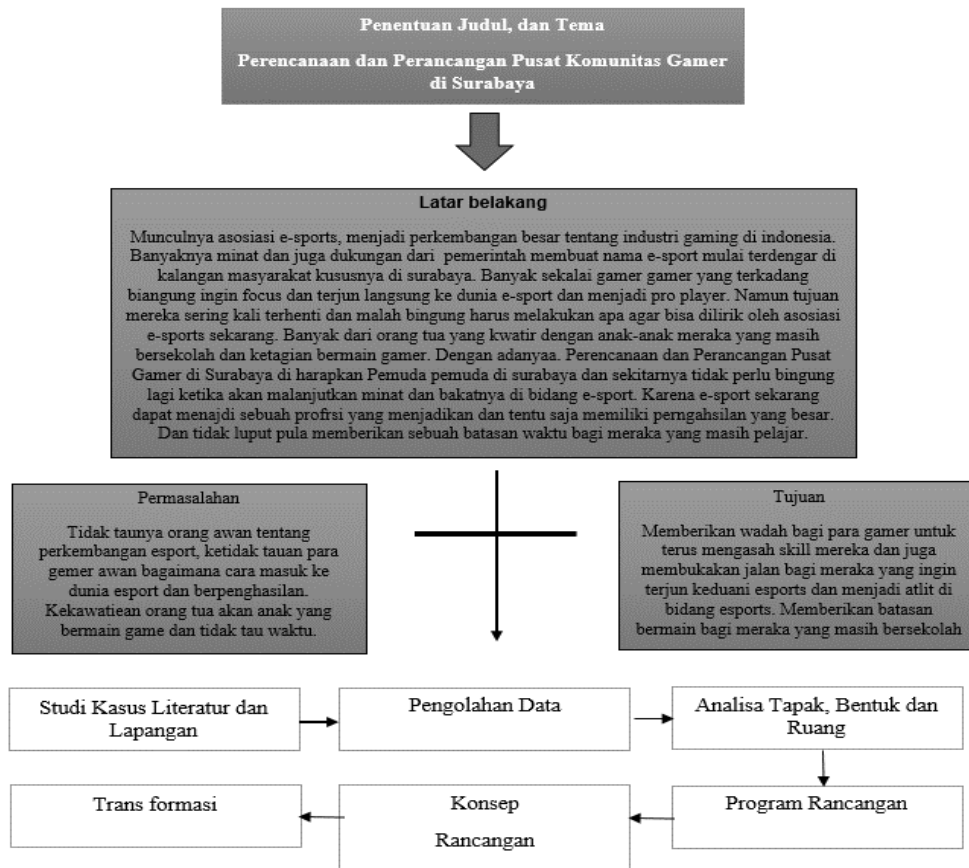 Penentuan Judul, dan Tema
Perencanaan dan Perancangan Pusat Komunitas Gamer
di Surabaya
Latar belakang
Munculnya asosiasi e-sports, menjadi perkembangan besar tentang industri gaming di indonesia.
Banyaknya minat dan juga dukungan dari pemerintah membuat nama e-sport mulai terdengar di
kalangan masyarakat kususnya di surabaya. Banyak sekalai gamer gamer yang terkadang
biangung ingin focus dan terjun langsung ke dunia e-sport dan menjadi pro player. Namun tujuan
mereka sering kali terhenti dan malah bingung harus melakukan apa agar bisa dilirik oleh asosiasi
e-sports sekarang. Banyak dari orang tua yang kwatir dengan anak-anak meraka yang masih
bersekolah dan ketagian bermain gamer. Dengan adanyaa. Perencanaan dan Perancangan Pusat
Gamer di Surabaya di harapkan Pemuda pemuda di surabaya dan sekitarnya tidak perlu bingung
lagi ketika akan malanjutkan minat dan bakatnya di bidang e-sport. Karena e-sport sekarang
dapat menajdi sebuah profrsi yang menjadikan dan tentu saja memiliki perngahsilan yang besar.
Dan tidak luput pula memberikan sebuah batasan waktu bagi meraka yang masih pelajar.
Permasalahan
Tidak taunya orang awan tentang
perkembangan esport, ketidak tauan para
gemer awan bagaimana cara masuk ke
dunia esport dan berpenghasilan.
Kekawatiean orang tua akan anak yang
bermain game dan tidak tau waktu.
Tujuan
Memberikan wadah bagi para gamer untuk
terus mengasah skill mereka dan juga
membukakan jalan bagi meraka yang ingin
terjun keduani esports dan menjadi atlit di
bidang esports. Memberikan batasan
bermain bagi meraka yang masih bersekolah
Studi Kasus Literatur dan
Lapangan
Pengolahan Data
Analisa Tapak, Bentuk dan
Ruang
Trans formasi
Konsep
Rancangan
Program Rancangan